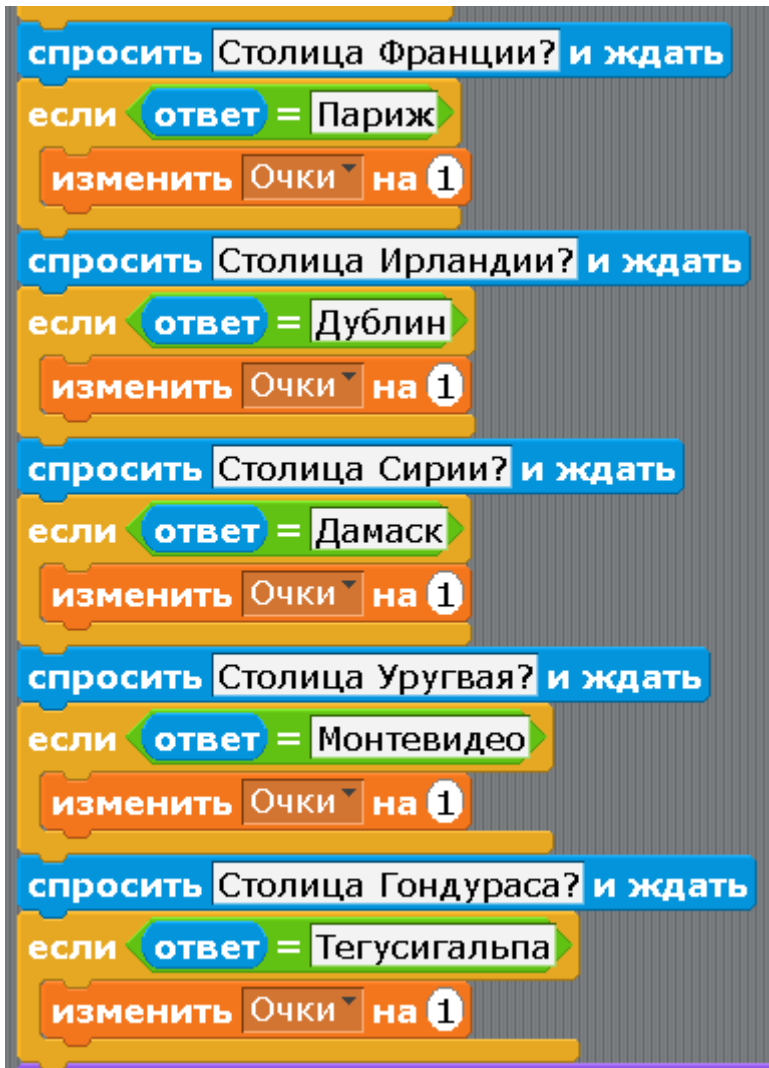 спросить Столица Франции? и ждать
если ответ = Париж
изменить Очки на 1
спросить Столица Ирландии? и ждать
если ответ = Дублин
изменить Очки на 1
спросить Столица Сирии? и ждать
если ответ = Дамаск
изменить Очки на 1
спросить Столица Уругвая? и ждать
если ответ = Монтевидео
изменить Очки на 1
спросить Столица Гондураса? и ждать
если ответ = Тегусигальпа
изменить Очки на 1